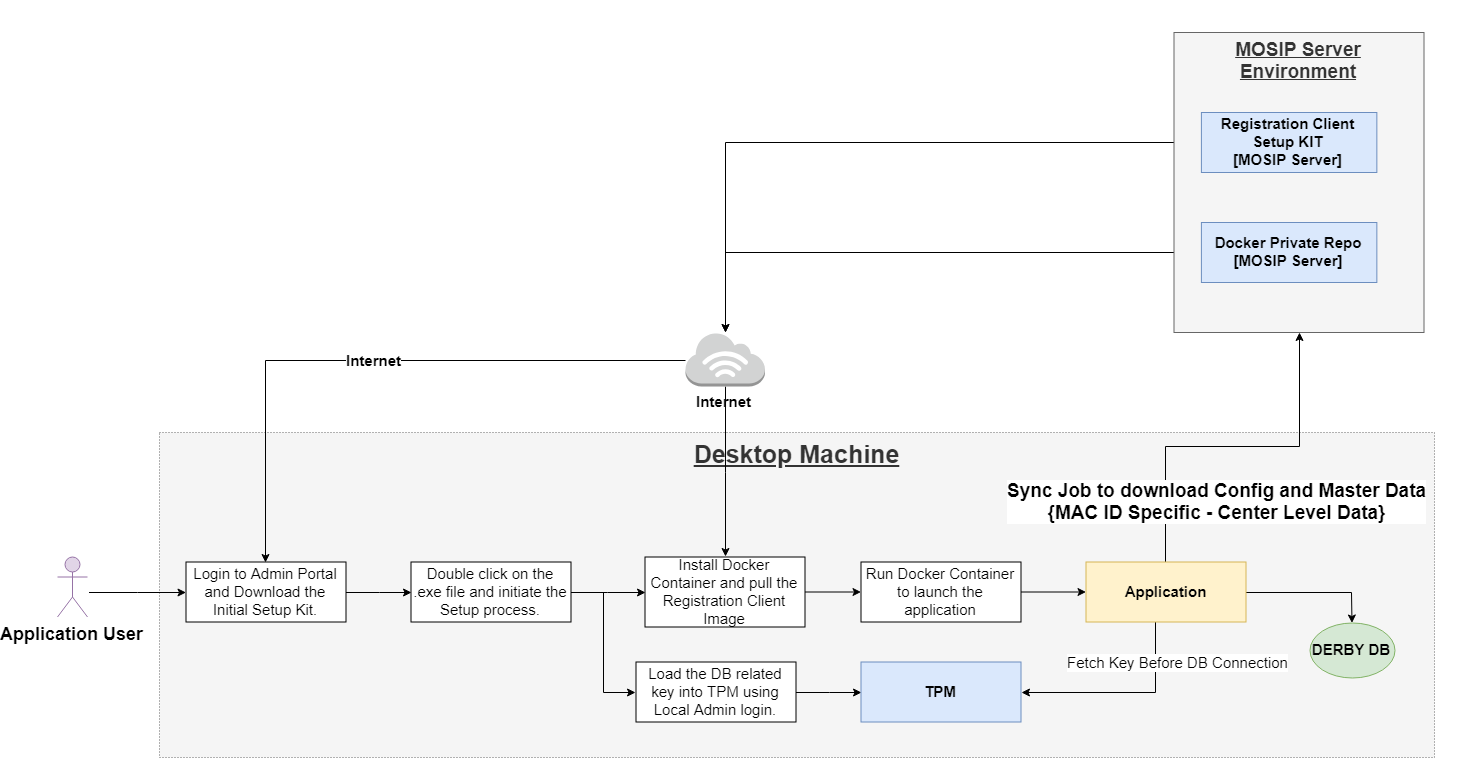 MOSIP Server
Environment
Registration Client
Setup KIT
[MOSIP Server]
Docker Private Repo
[MOSIP Server]
Internet
Internet
Desktop Machine
Sync Job to download Config and Master Data
{MAC ID Specific - Center Level Data}
Application User
Login to Admin Portal
and Download the
Initial Setup Kit.
Double click on the
.exe file and initiate the
Setup process.
Install Docker
Container and pull the
Registration Client
Image
Run Docker Container
to launch the
application
Application
DERBY DB
Fetch Key Before DB Connection
Load the DB related
key into TPM using
Local Admin login.
TPM